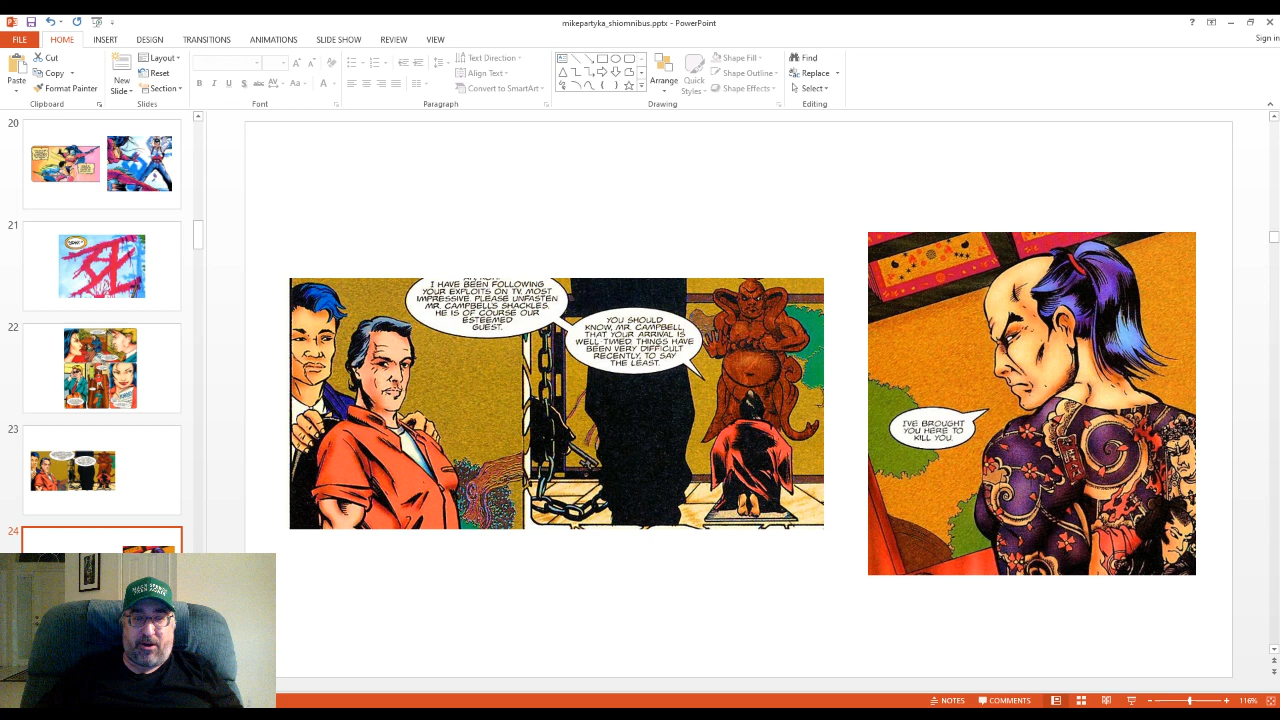 mikepartyka_shiomnibus.pptx - PowerPoint
Sign in
FILE HOME INSERT DESIGN TRANSITIONS ANIMATIONS SLIDE SHOW REVIEW VIEW
Paste
Cut
Copy
Format Painter
Clipboard
New
Slide
Layout
Reset
Section
Slides
B I U S abc AV Aa A
Font
Text Direction
Align Text
Convert to SmartArt
Paragraph
Arrange
Quick
Styles
Shape Fill
Shape Outline
Shape Effects
Drawing
Find
Replace
Select
Editing
20
21
22
23
24
I HAVE BEEN FOLLOWING
YOUR EXPLOITS ON TV. MOST
IMPRESSIVE. PLEASE UNFASTEN
MR. CAMPBELL'S SHACKLES.
HE IS OF COURSE OUR
ESTEEMED
GUEST.
YOU SHOULD
KNOW, MR. CAMPBELL,
THAT YOUR ARRIVAL IS
WELL TIMED. THINGS HAVE
BEEN VERY DIFFICULT
RECENTLY, TO SAY
THE LEAST.
I'VE BROUGHT
YOU HERE TO
KILL YOU.
NOTES COMMENTS 116%